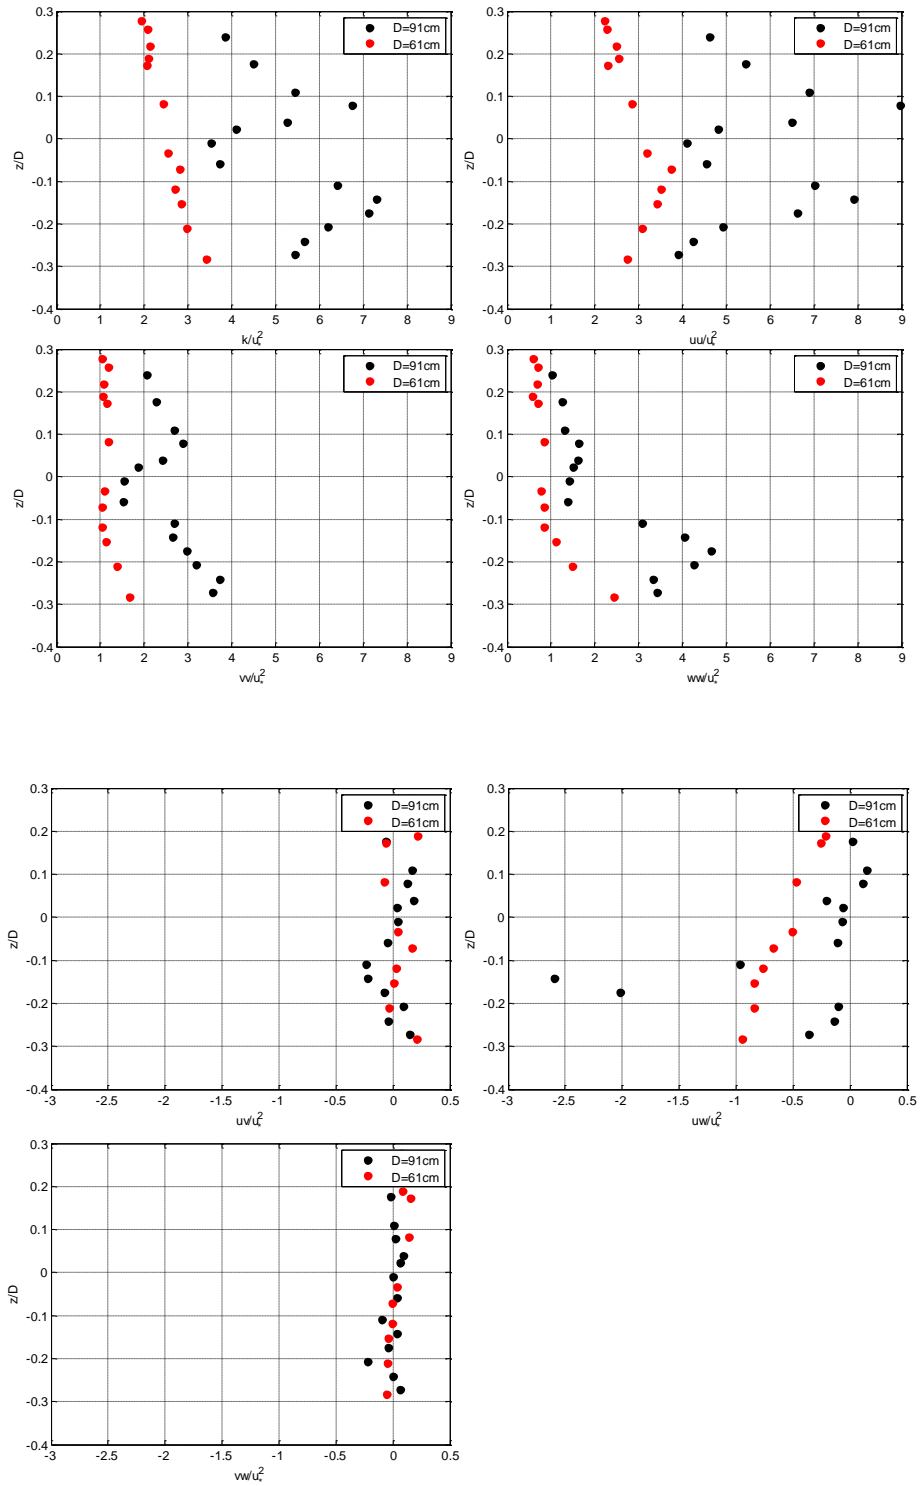 0.3
0.2
0.1
0
-0.1
-0.2
-0.3
-0.4
z/D
D=91cm
D=61cm
0 1 2 3 4 5 6 7 8 9
k/u*²
0.3
0.2
0.1
0
-0.1
-0.2
-0.3
-0.4
z/D
D=91cm
D=61cm
0 1 2 3 4 5 6 7 8 9
uu/u*²
0.3
0.2
0.1
0
-0.1
-0.2
-0.3
-0.4
z/D
D=91cm
D=61cm
0 1 2 3 4 5 6 7 8 9
vv/u*²
0.3
0.2
0.1
0
-0.1
-0.2
-0.3
-0.4
z/D
D=91cm
D=61cm
0 1 2 3 4 5 6 7 8 9
ww/u*²
0.3
0.2
0.1
0
-0.1
-0.2
-0.3
-0.4
z/D
D=91cm
D=61cm
-3 -2.5 -2 -1.5 -1 -0.5 0 0.5
uv/u*²
0.3
0.2
0.1
0
-0.1
-0.2
-0.3
-0.4
z/D
D=91cm
D=61cm
-3 -2.5 -2 -1.5 -1 -0.5 0 0.5
uw/u*²
0.3
0.2
0.1
0
-0.1
-0.2
-0.3
-0.4
z/D
D=91cm
D=61cm
-3 -2.5 -2 -1.5 -1 -0.5 0 0.5
vw/u*²